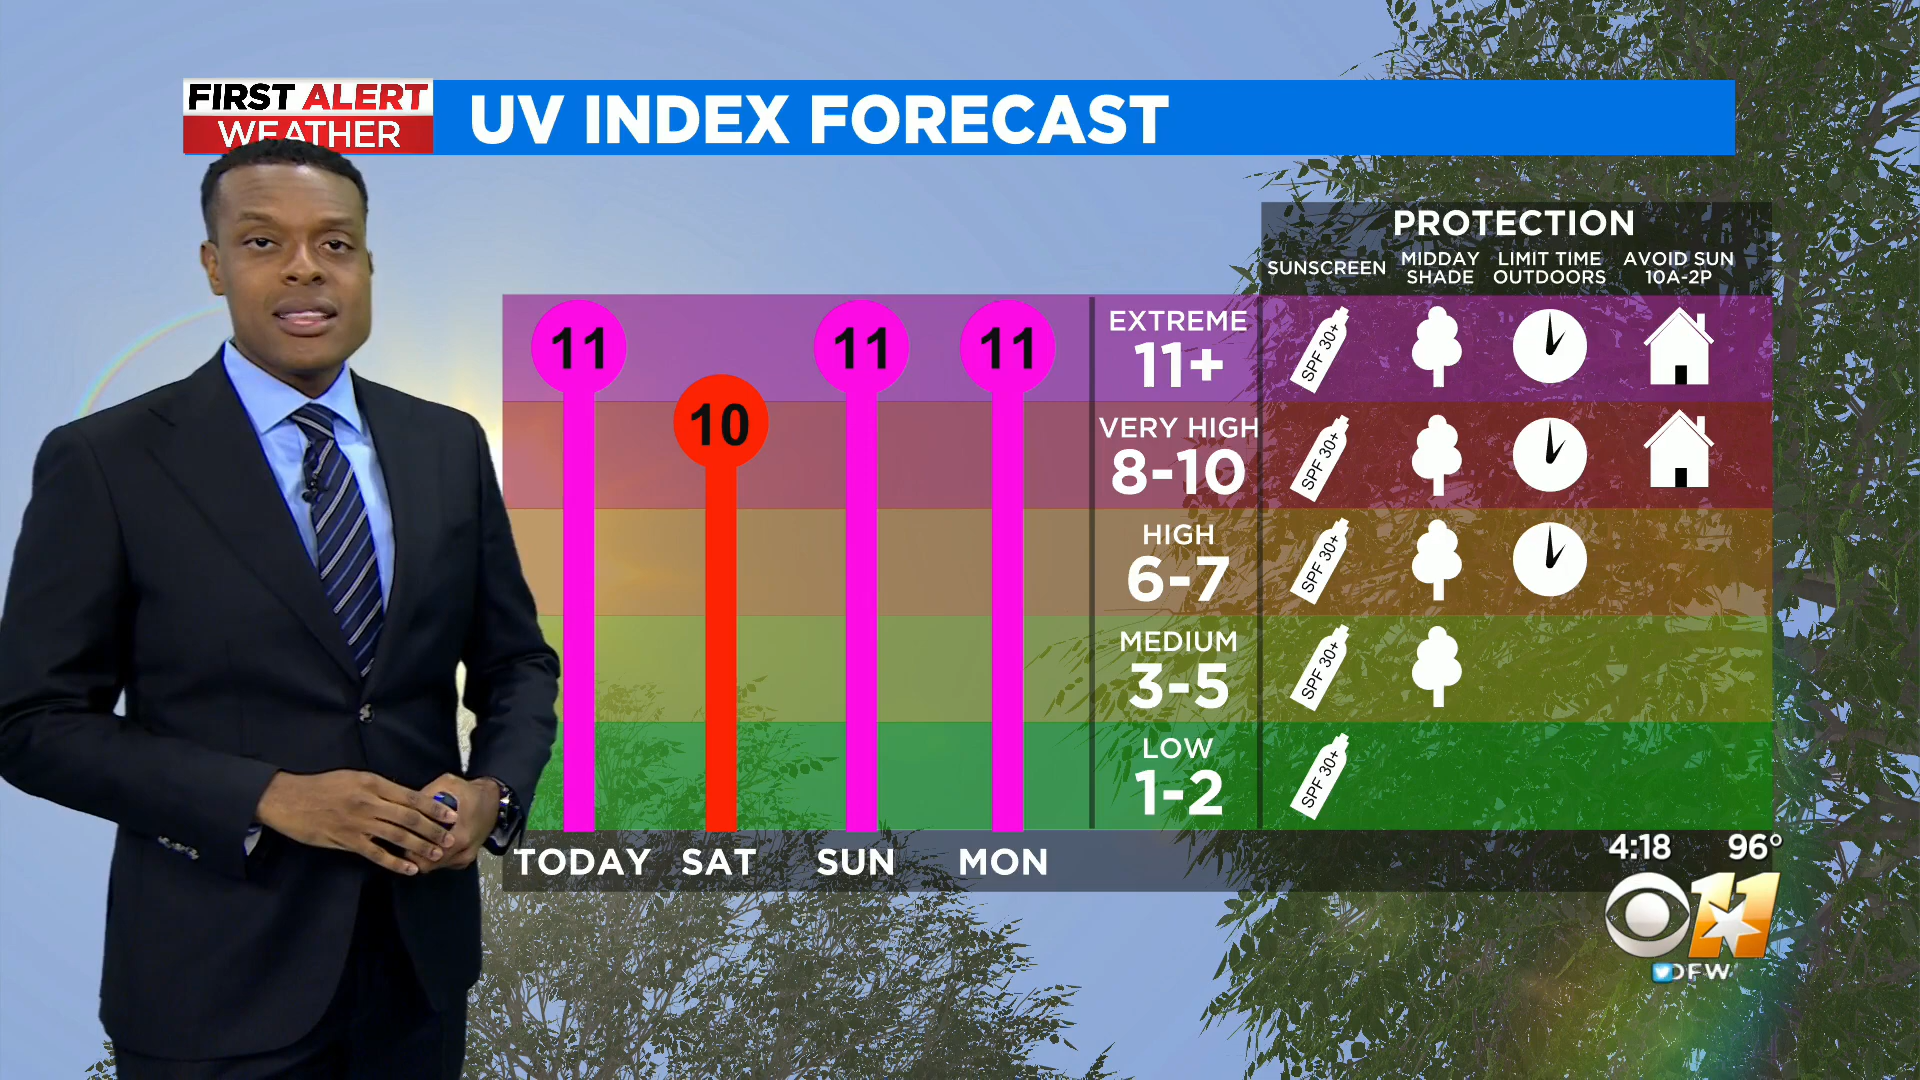 FIRST ALERT
WEATHER
UV INDEX FORECAST
PROTECTION
SUNSCREEN
MIDDAY
SHADE
LIMIT TIME
OUTDOORS
AVOID SUN
10A-2P
11
10
11
11
EXTREME
11+
SPF 30+
VERY HIGH
8-10
SPF 30+
HIGH
6-7
SPF 30+
MEDIUM
3-5
SPF 30+
LOW
1-2
SPF 30+
TODAY SAT SUN MON
4:18 96°
11
DFW